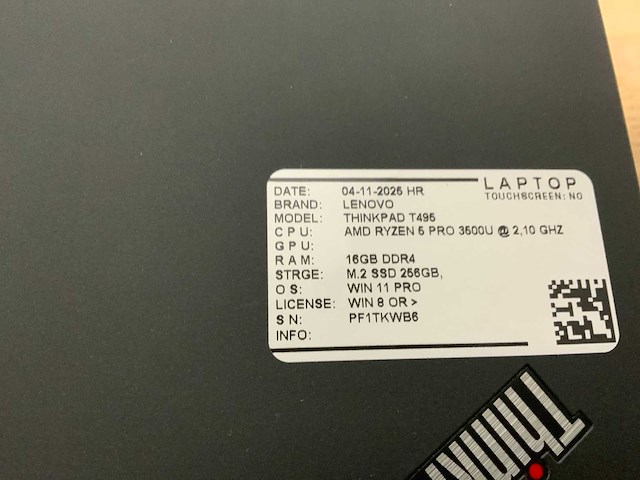 LAPTOP
TOUCHSCREEN: NO
DATE: 04-11-2025 HR
BRAND: LENOVO
MODEL: THINKPAD T495
CPU: AMD RYZEN 5 PRO 3500U @ 2,10 GHZ
GPU:
RAM: 16GB DDR4
STRGE: M.2 SSD 256GB,
OS: WIN 11 PRO
LICENSE: WIN 8 OR >
SN: PF1TKWB6
INFO:
Think